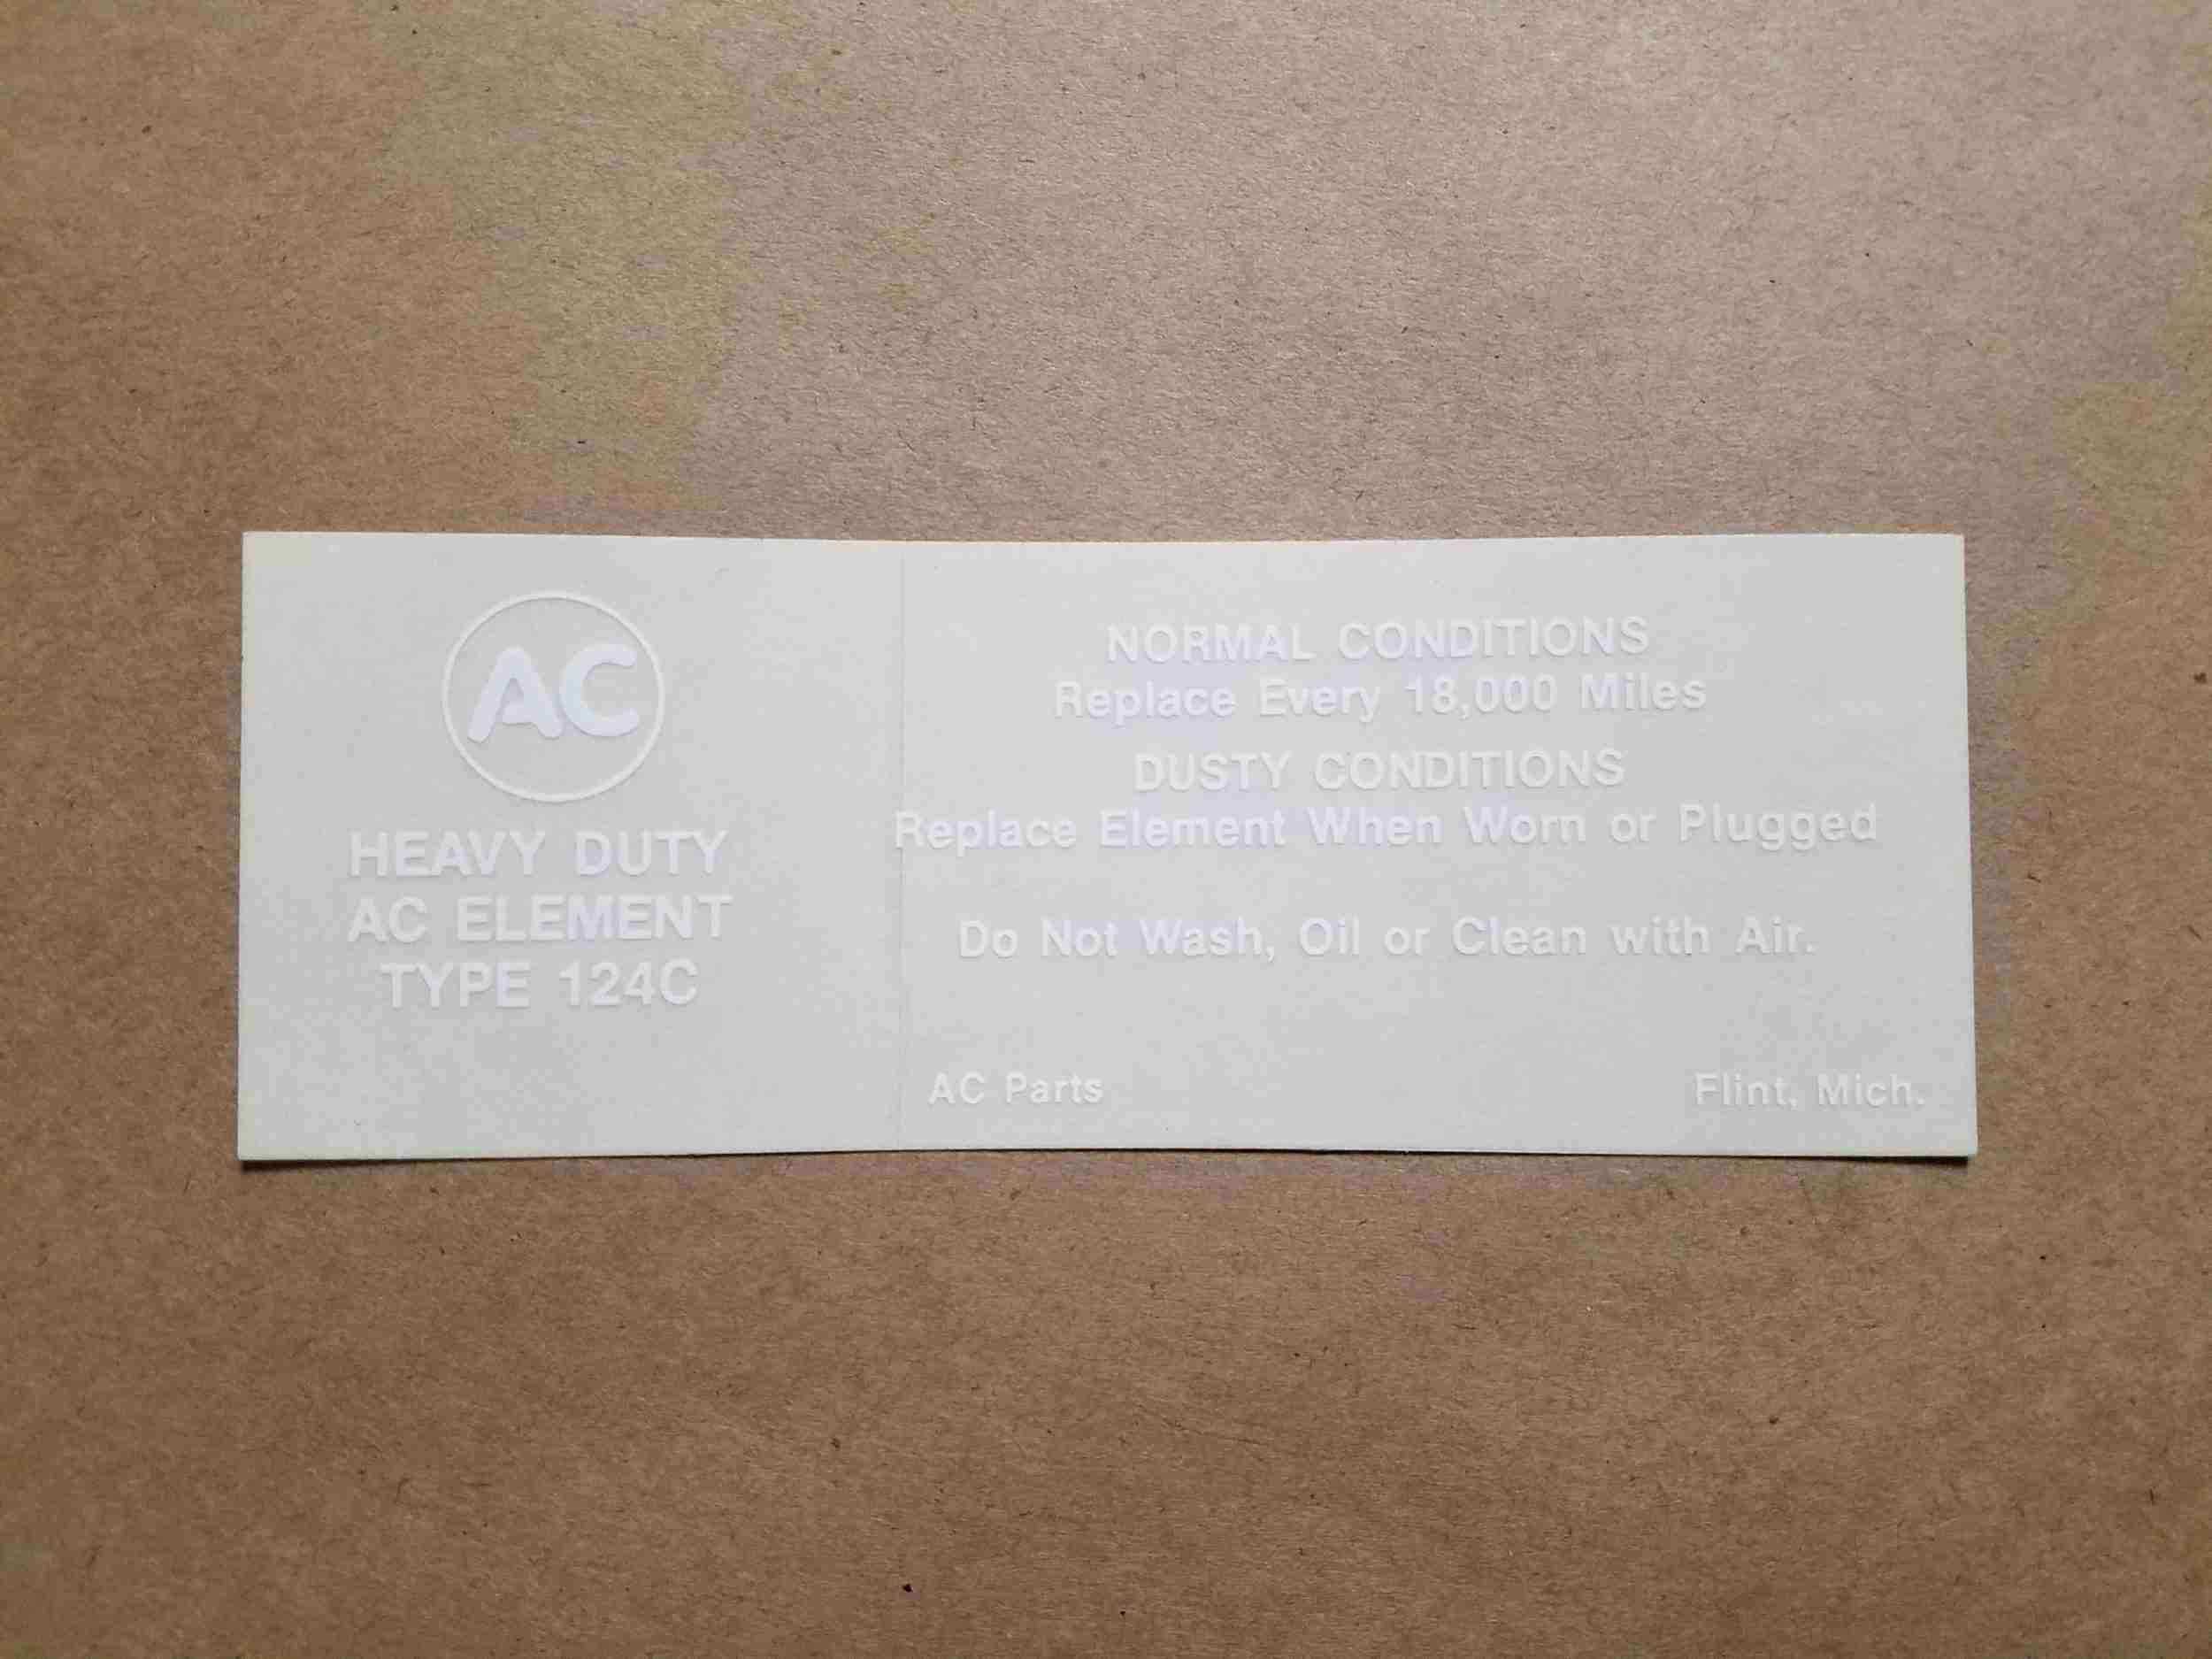 AC
HEAVY DUTY
AC ELEMENT
TYPE 124C
NORMAL CONDITIONS
Replace Every 18,000 Miles
DUSTY CONDITIONS
Replace Element When Worn or Plugged
Do Not Wash, Oil or Clean with Air.
AC Parts
Flint, Mich.